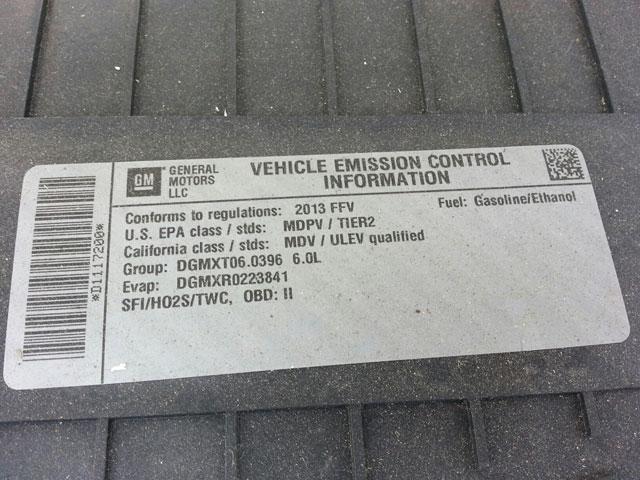 GM
GENERAL
MOTORS
LLC
VEHICLE EMISSION CONTROL
INFORMATION
Conforms to regulations: 2013 FFV
Fuel: Gasoline/Ethanol
U.S. EPA class / stds: MDPV / TIER2
California class / stds: MDV / ULEV qualified
Group: DGMXT06.0396 6.0L
Evap: DGMXR0223841
SFI/HO2S/TWC, OBD: II
*D1117200*